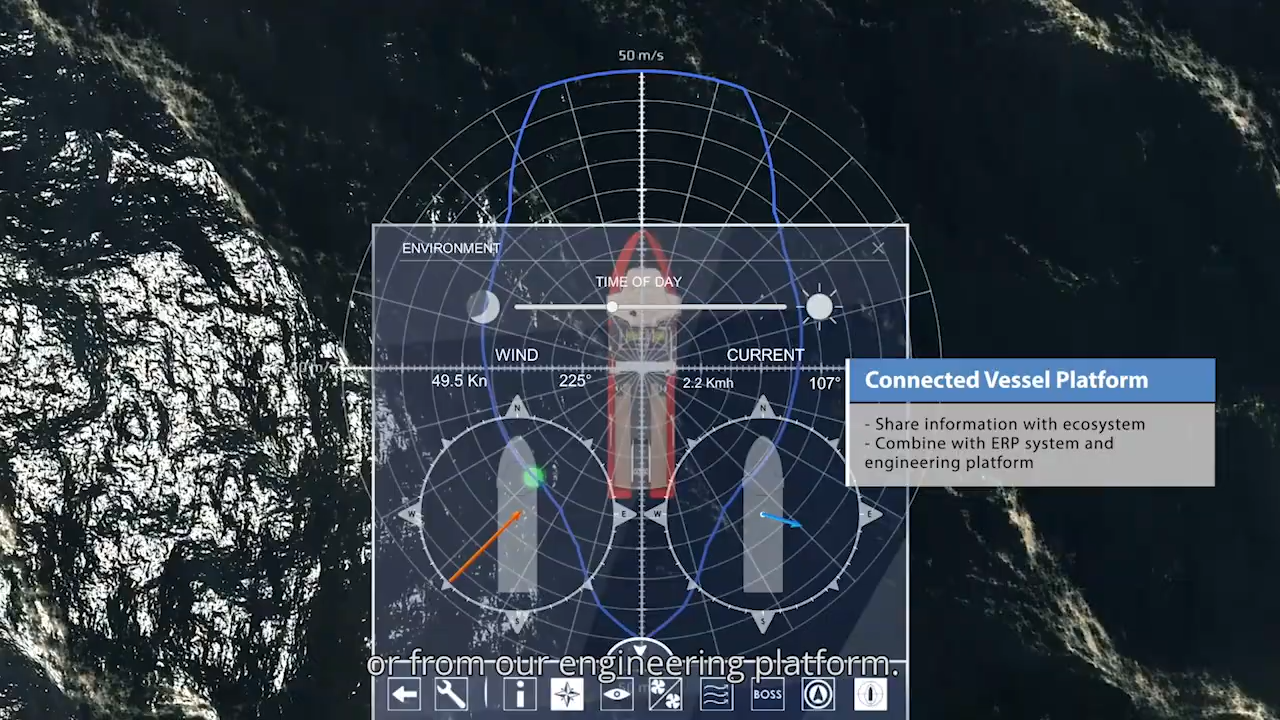 50 m/s
ENVIRONMENT
TIME OF DAY
WIND
CURRENT
49.5 Kn
225°
2.2 Kmh
107°
N
N
W
E
W
E
S
S
Connected Vessel Platform
- Share information with ecosystem
- Combine with ERP system and
engineering platform
or from our engineering platform.
BOSS